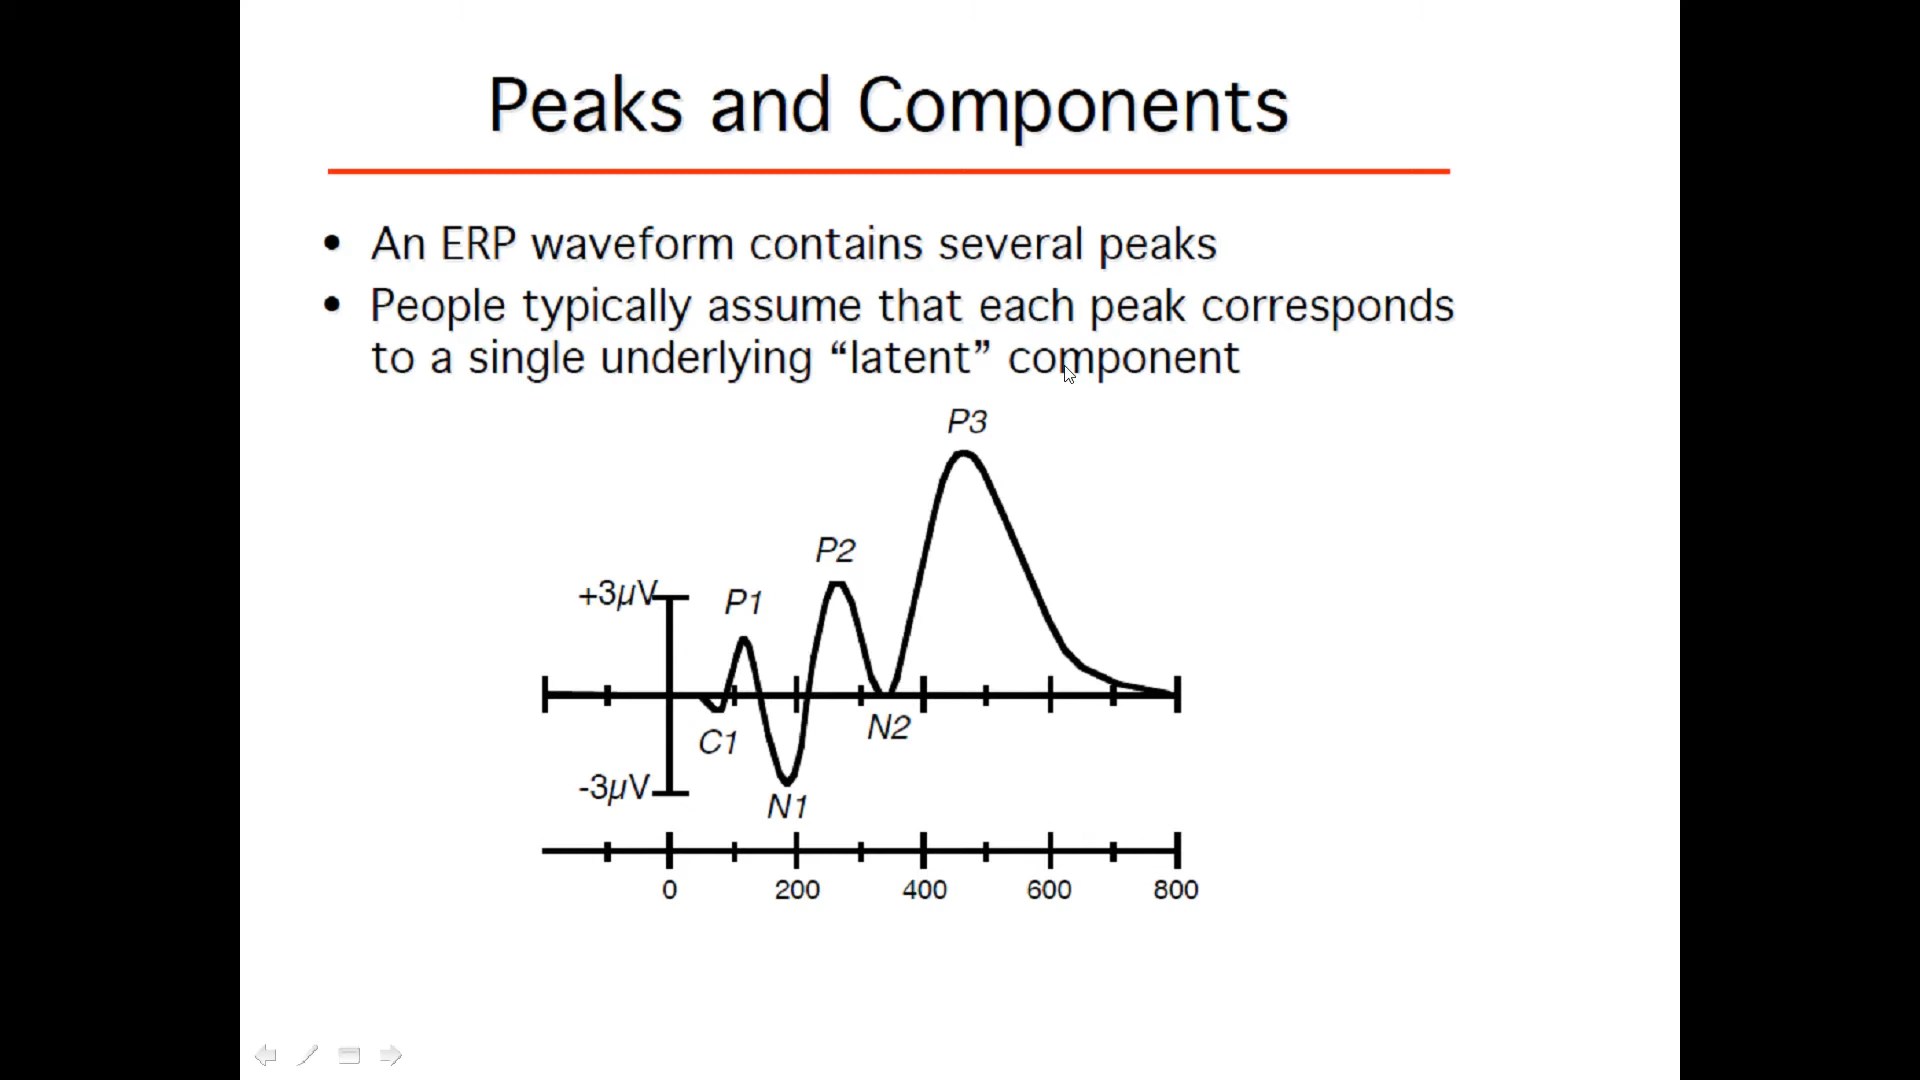 Peaks and Components
• An ERP waveform contains several peaks
• People typically assume that each peak corresponds
to a single underlying “latent” component
P3
P2
+3µV
P1
N2
C1
-3µV
N1
0 200 400 600 800